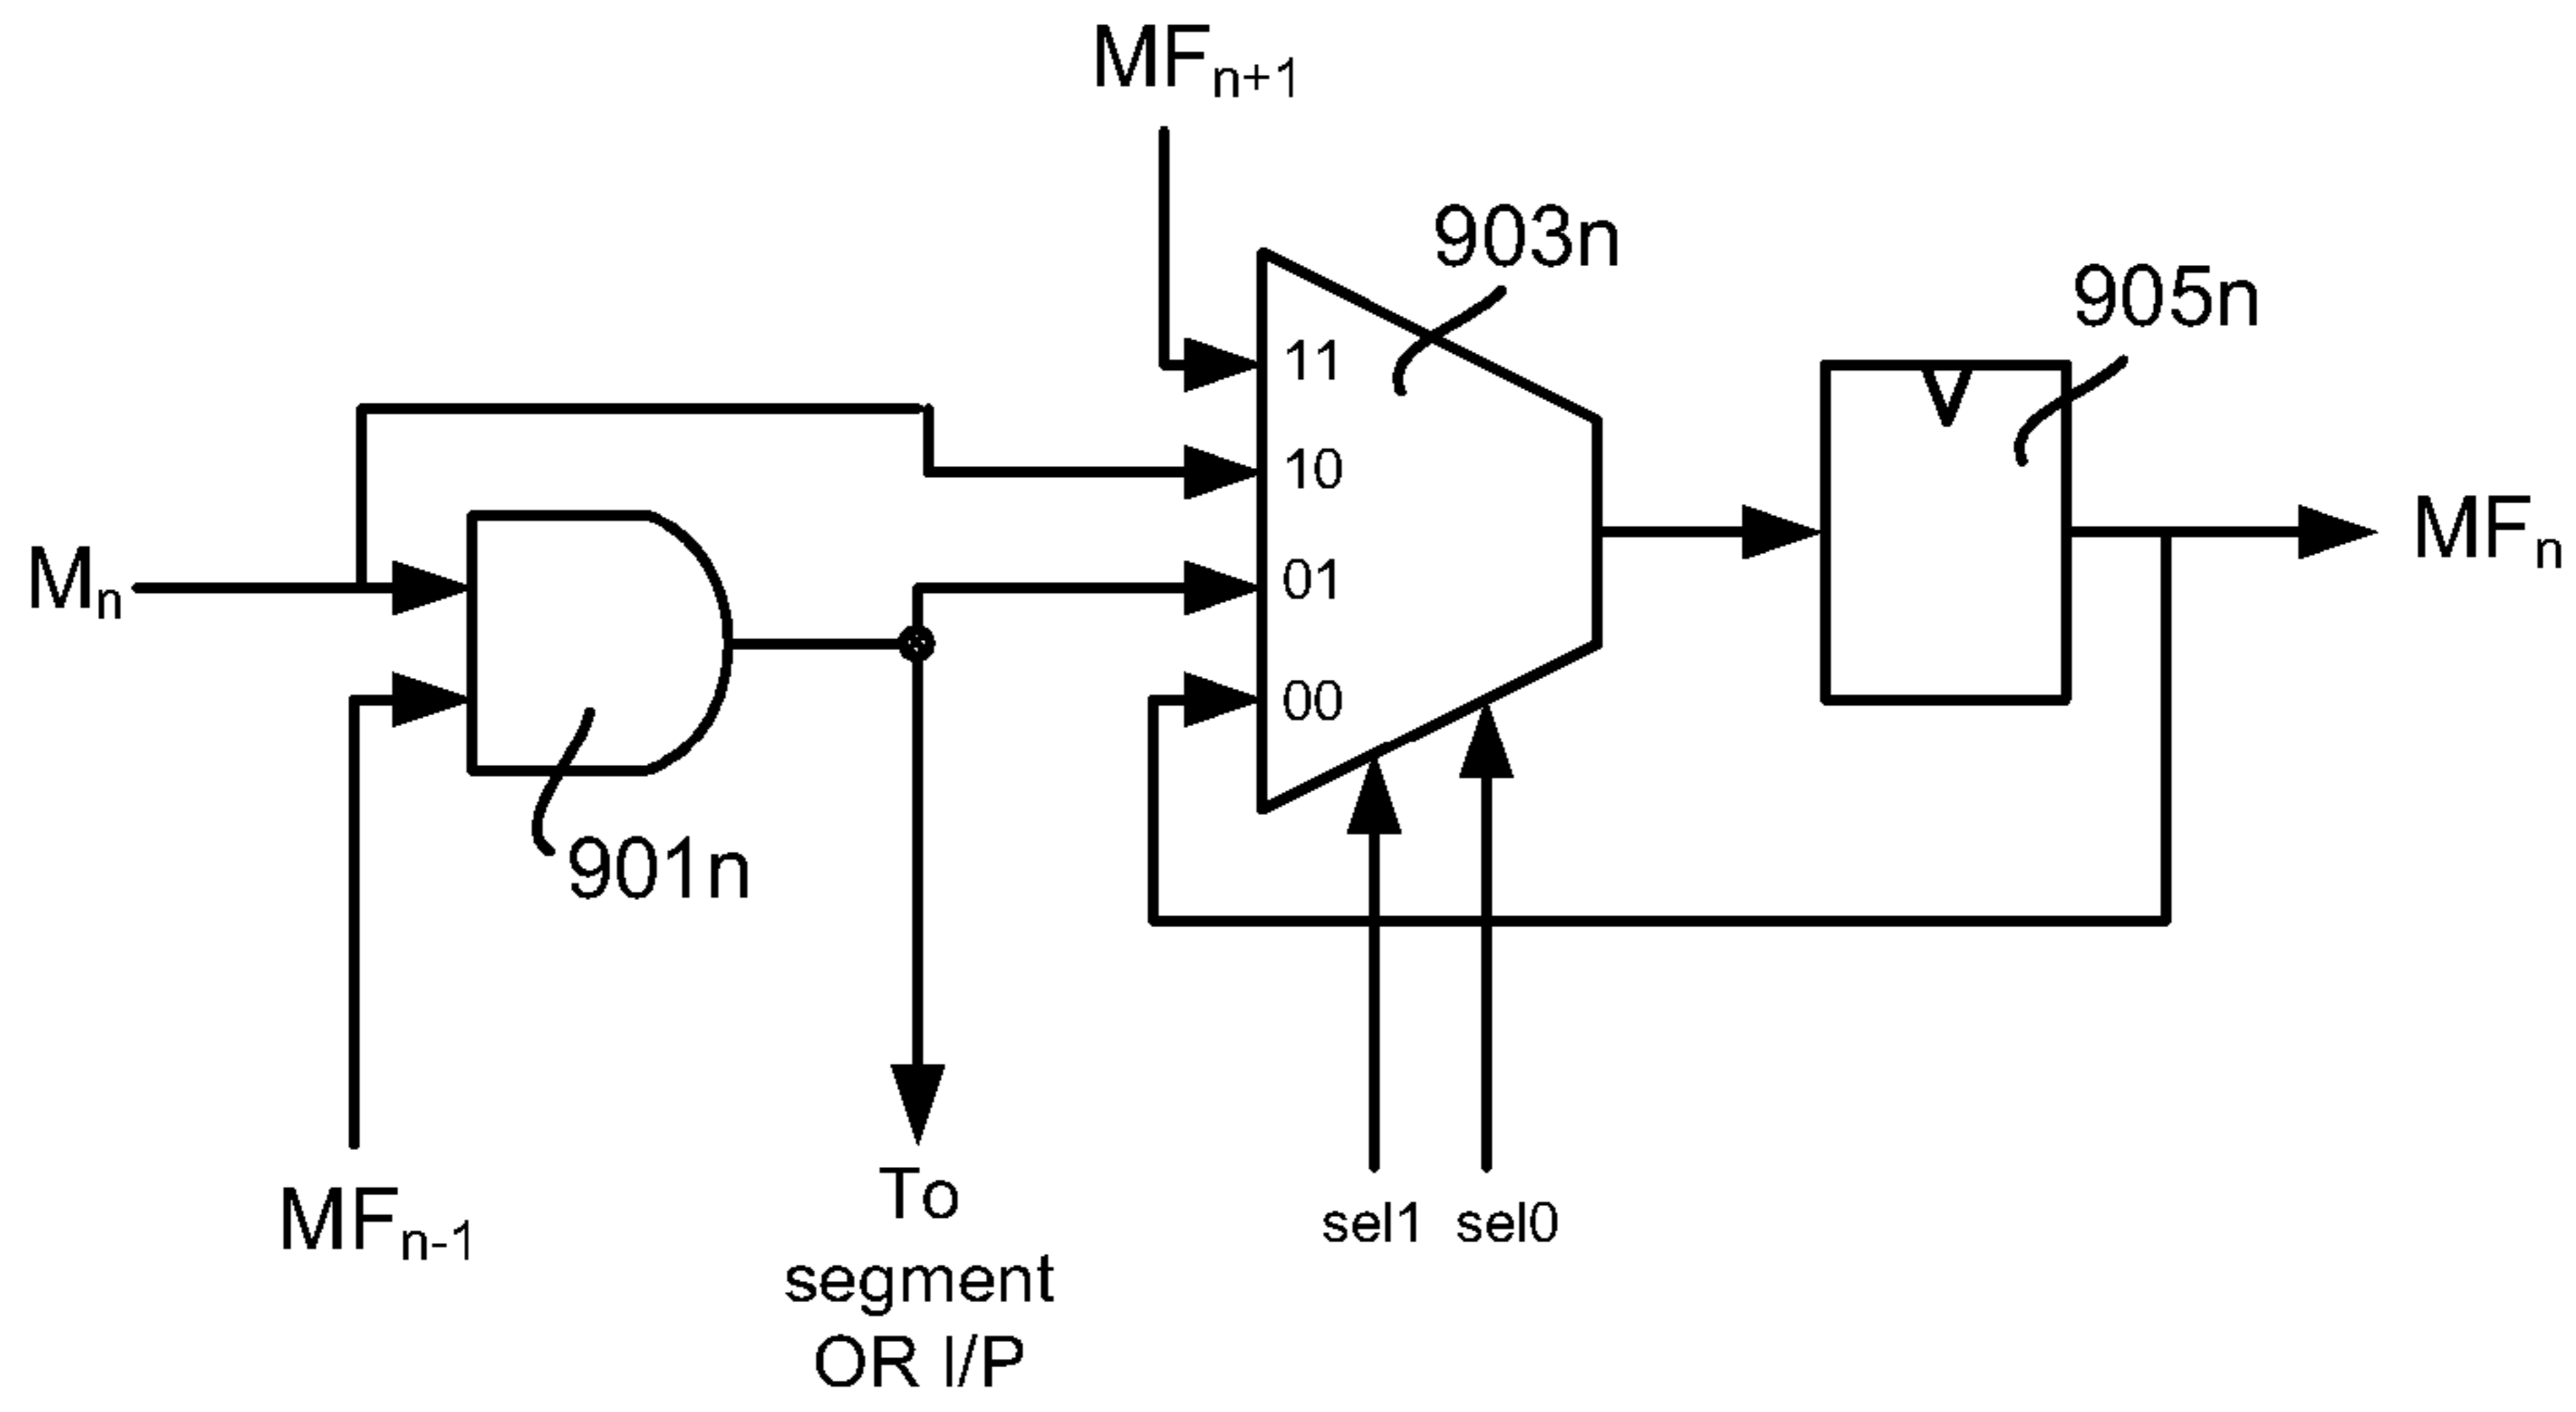 MFn+1
903n
905n
11
10
Mn
01
MFn
00
901n
To
segment
OR I/P
MFn-1
sel1 sel0